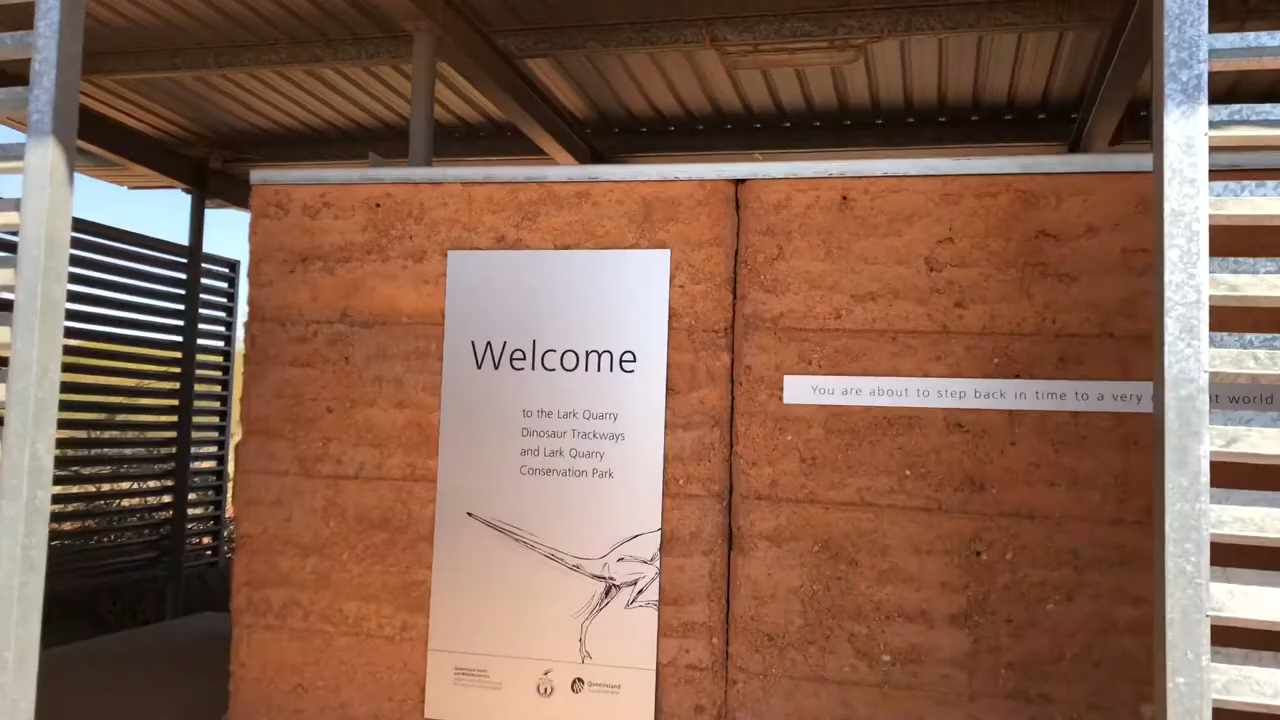 Welcome
to the Lark Quarry
Dinosaur Trackways
and Lark Quarry
Conservation Park
You are about to step back in time to a very world
Queensland